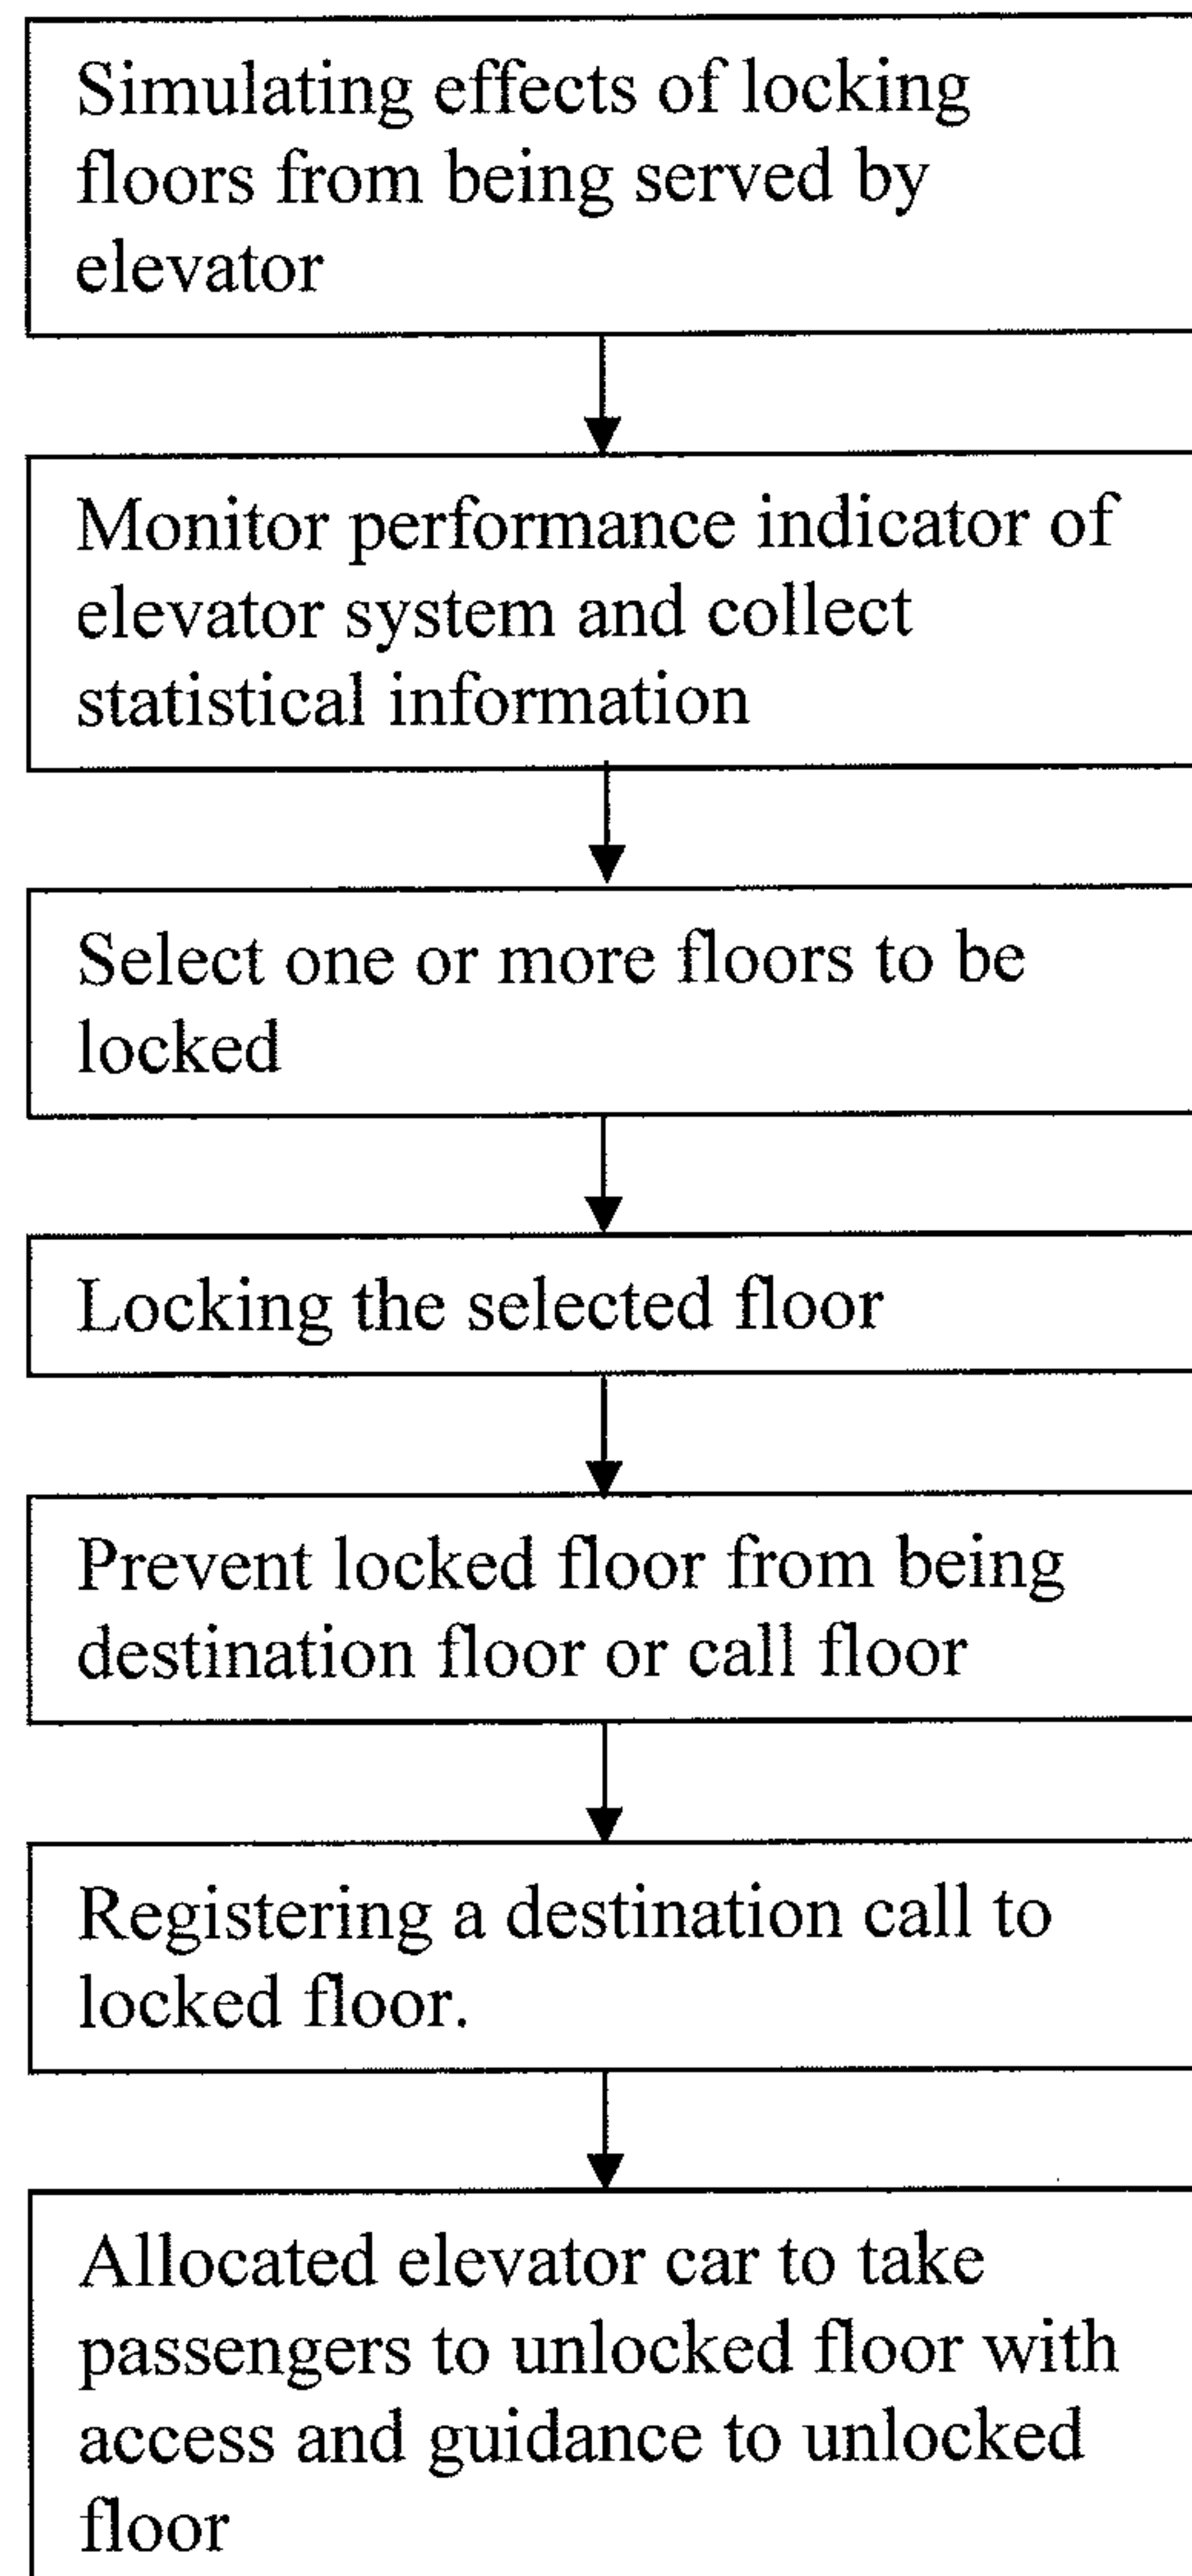 Simulating effects of locking
floors from being served by
elevator
Monitor performance indicator of
elevator system and collect
statistical information
Select one or more floors to be
locked
Locking the selected floor
Prevent locked floor from being
destination floor or call floor
Registering a destination call to
locked floor.
Allocated elevator car to take
passengers to unlocked floor with
access and guidance to unlocked
floor